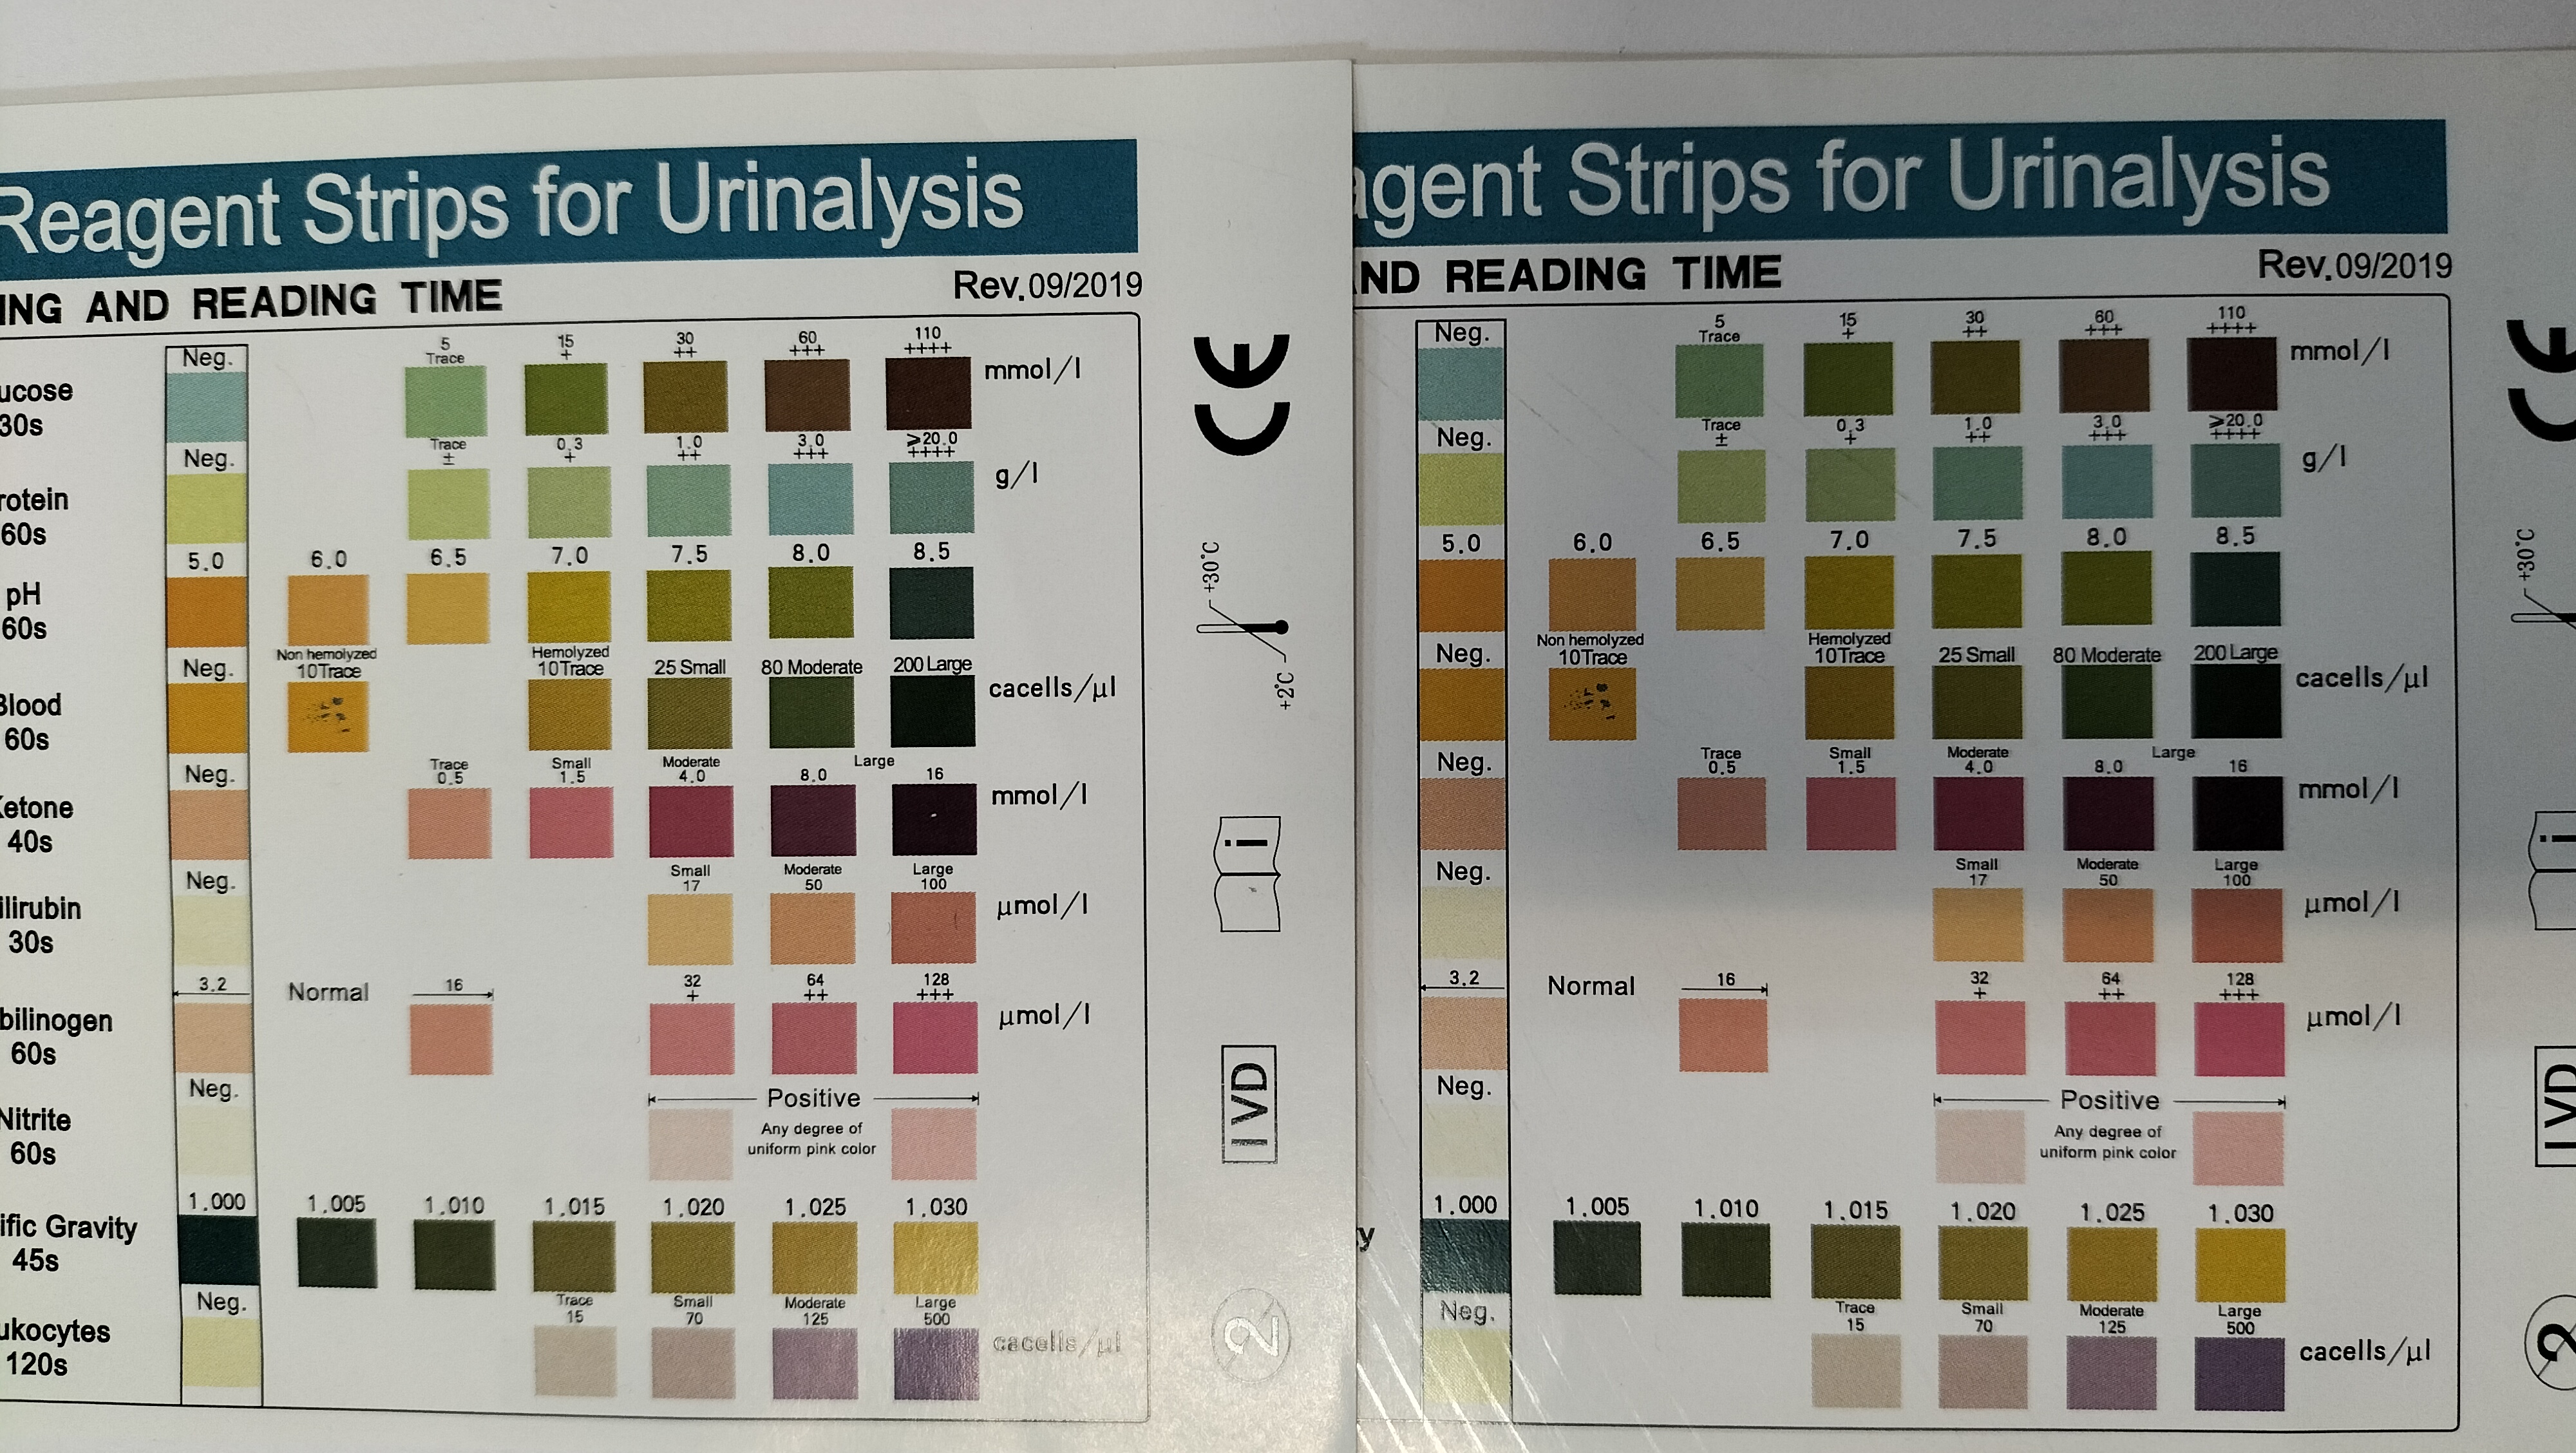 Reagent Strips for Urinalysis
ING AND READING TIME
Rev.09/2019
Neg. 5 15 30 60 110
Trace + ++ +++ ++++
ucose mmol/l
30s
Neg. Trace 0.3 1.0 3.0 ⩾20.0
± + ++ +++ ++++
rotein g/l
60s
5.0 6.0 6.5 7.0 7.5 8.0 8.5
pH
60s
Neg. Non hemolyzed Hemolyzed
10Trace 10Trace 25 Small 80 Moderate 200 Large
Blood cacells/μl
60s
Neg. Trace Small Moderate Large
0.5 1.5 4.0 8.0 16
Ketone mmol/l
40s
Neg. Small Moderate Large
17 50 100
ilirubin μmol/l
30s
3.2 Normal 16 32 64 128
+ ++ +++
bilinogen μmol/l
60s
Neg. Positive
Nitrite Any degree of
60s uniform pink color
1.000 1.005 1.010 1.015 1.020 1.025 1.030
ific Gravity
45s
Neg. Trace Small Moderate Large
15 70 125 500
ukocytes cacells/μl
120s
CE
+30°C
+2°C
i
IVD
2
agent Strips for Urinalysis
ND READING TIME
Rev.09/2019
Neg. 5 15 30 60 110
Trace + ++ +++ ++++
mmol/l
Neg. Trace 0.3 1.0 3.0 ⩾20.0
± + ++ +++ ++++
g/l
5.0 6.0 6.5 7.0 7.5 8.0 8.5
Neg. Non hemolyzed Hemolyzed
10Trace 10Trace 25 Small 80 Moderate 200 Large
cacells/μl
Neg. Trace Small Moderate Large
0.5 1.5 4.0 8.0 16
mmol/l
Neg. Small Moderate Large
17 50 100
μmol/l
3.2 Normal 16 32 64 128
+ ++ +++
μmol/l
Neg. Positive
Any degree of
uniform pink color
1.000 1.005 1.010 1.015 1.020 1.025 1.030
y
Neg. Trace Small Moderate Large
15 70 125 500
cacells/μl
CE
+30°C
i
IVD
2